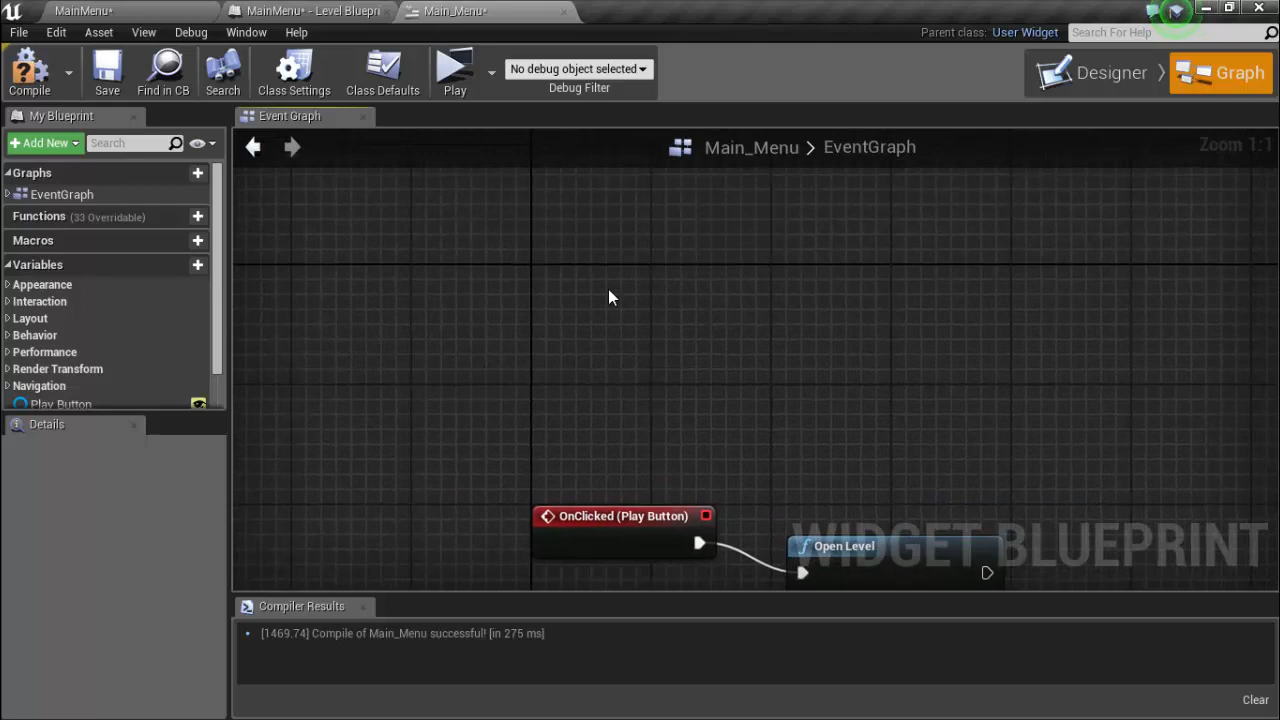 MainMenu*
MainMenu* - Level Bluepri
Main_Menu*
File Edit Asset View Debug Window Help
Parent class: User Widget
Search For Help
Compile
Save
Find in CB
Search
Class Settings
Class Defaults
Play
No debug object selected
Debug Filter
Designer
Graph
My Blueprint
Event Graph
Add New
Search
Main_Menu > EventGraph
Zoom 1:1
Graphs
EventGraph
Functions (33 Overridable)
Macros
Variables
Appearance
Interaction
Layout
Behavior
Performance
Render Transform
Navigation
Play Button
Details
OnClicked (Play Button)
Open Level
WIDGET BLUEPRINT
Compiler Results
[1469.74] Compile of Main_Menu successful! [in 275 ms]
Clear